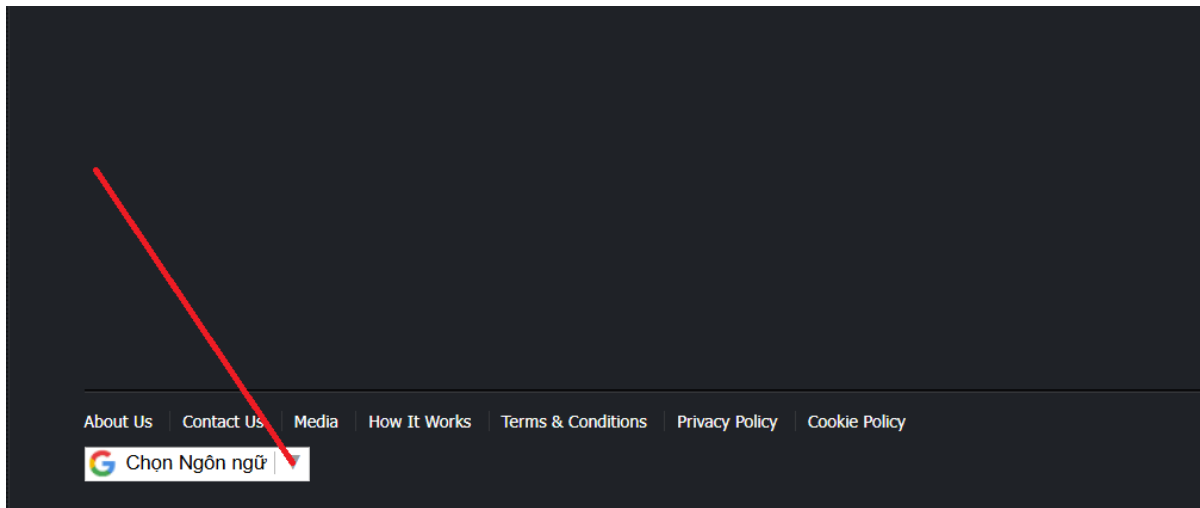 About Us Contact Us Media How It Works Terms & Conditions Privacy Policy Cookie Policy
Chọn Ngôn ngữ